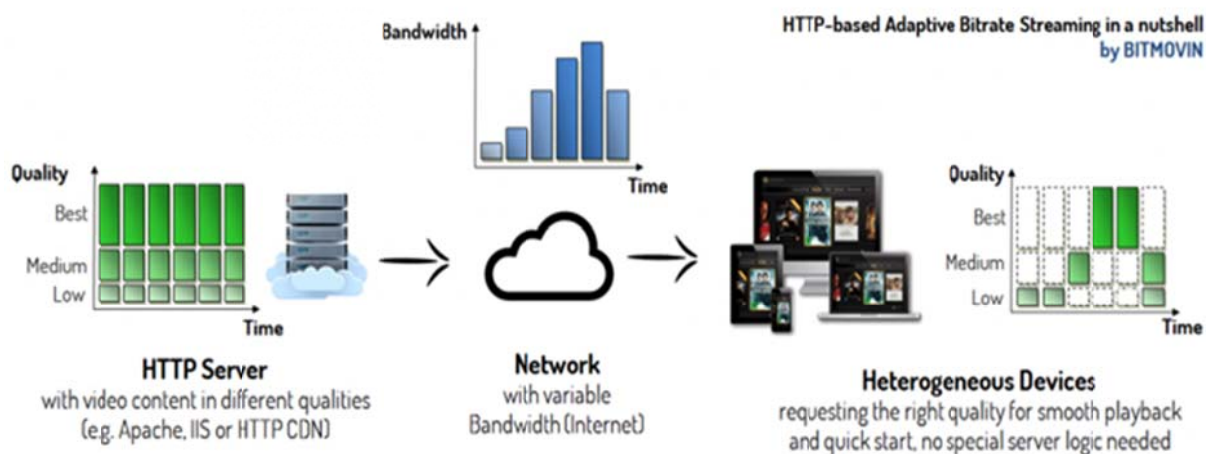 HTTP-based Adaptive Bitrate Streaming in a nutshell
by BITMOVIN
Bandwidth
Time
Quality
Best
Medium
Low
Time
Quality
Best
Medium
Low
Time
HTTP Server
with video content in different qualities
(e.g. Apache, IIS or HTTP CDN)
Network
with variable
Bandwidth (Internet)
Heterogeneous Devices
requesting the right quality for smooth playback
and quick start, no special server logic needed